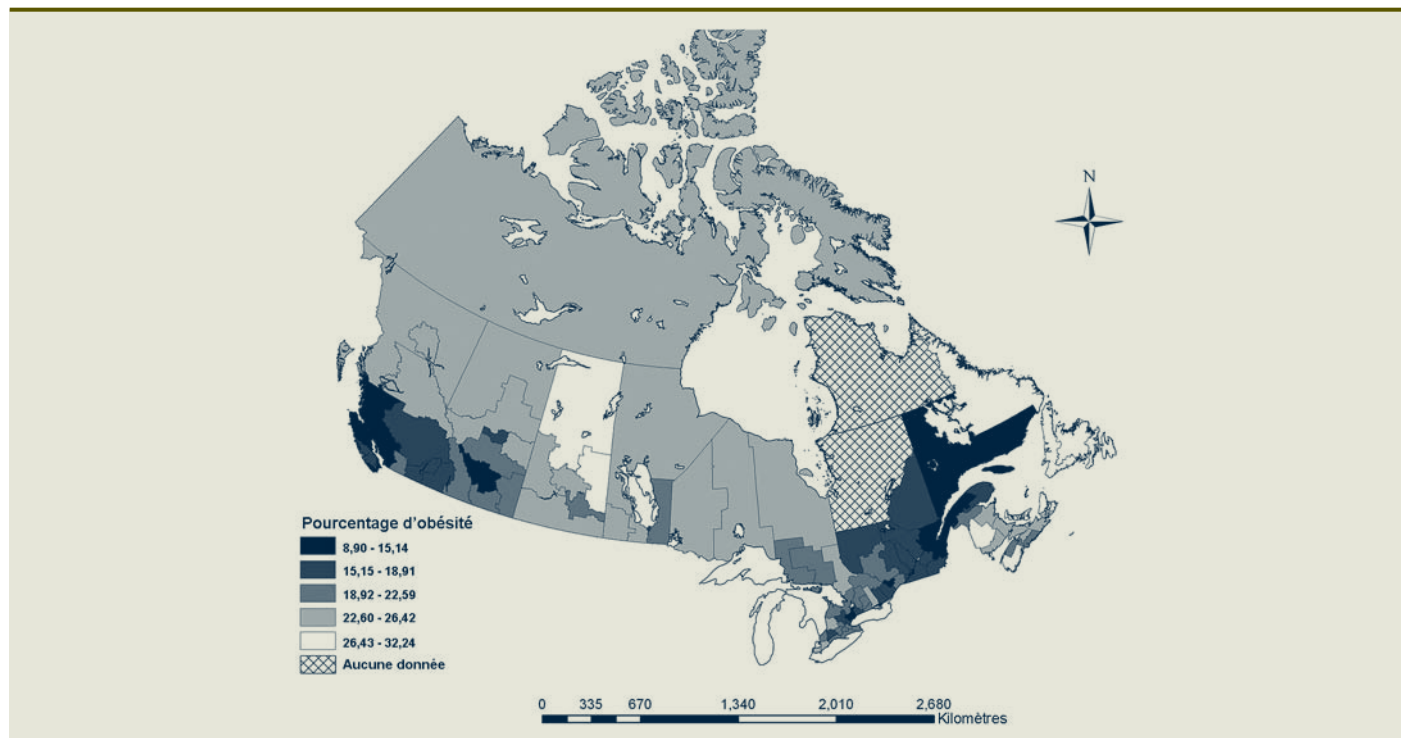 N
Pourcentage d'obésité
8,90 - 15,14
15,15 - 18,91
18,92 - 22,59
22,60 - 26,42
26,43 - 32,24
Aucune donnée
0 335 670 1,340 2,010 2,680
Kilomètres